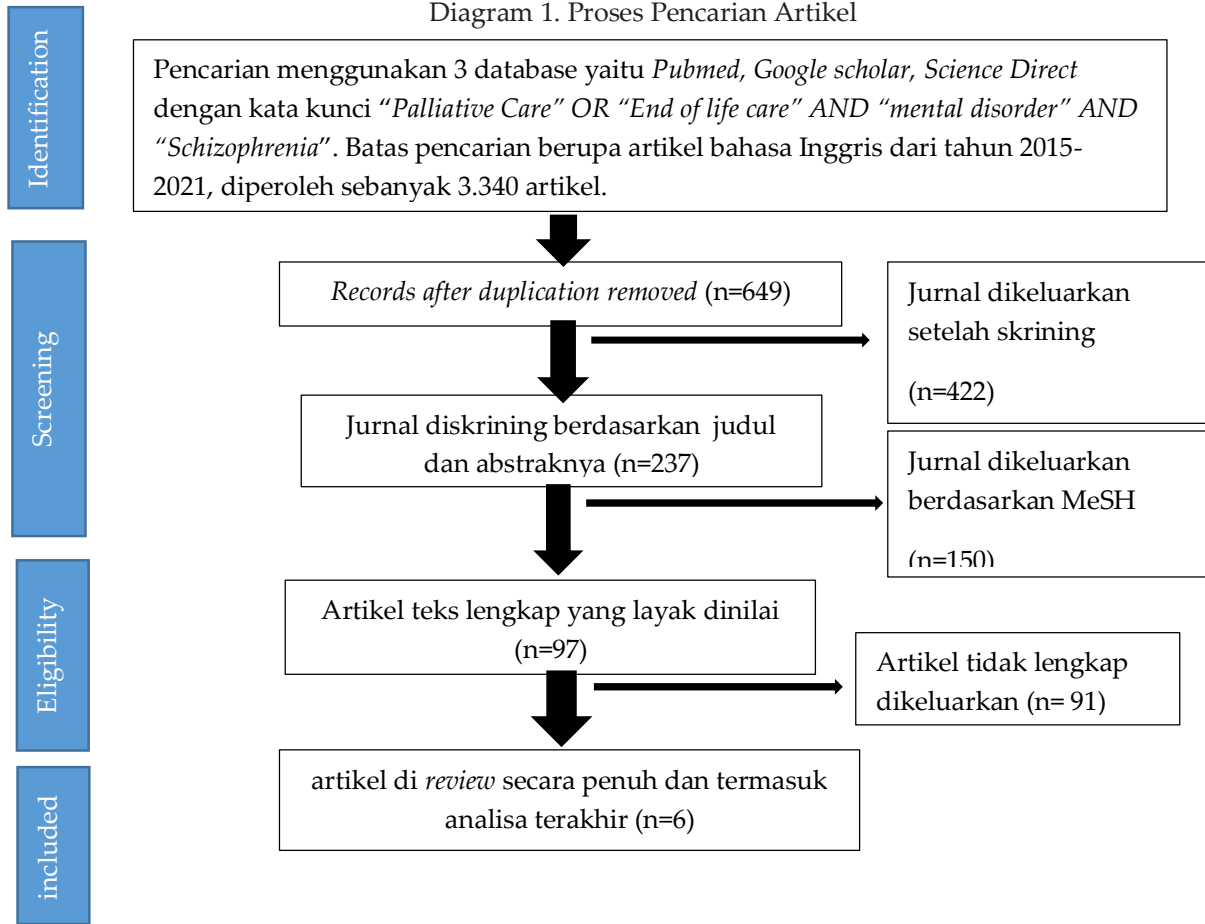 Diagram 1. Proses Pencarian Artikel
Identification
Pencarian menggunakan 3 database yaitu Pubmed, Google scholar, Science Direct
dengan kata kunci “Palliative Care” OR “End of life care” AND “mental disorder” AND
“Schizophrenia”. Batas pencarian berupa artikel bahasa Inggris dari tahun 2015-
2021, diperoleh sebanyak 3.340 artikel.
Screening
Records after duplication removed (n=649)
Jurnal dikeluarkan
setelah skrining
(n=422)
Jurnal diskrining berdasarkan judul
dan abstraknya (n=237)
Jurnal dikeluarkan
berdasarkan MeSH
(n=150)
Eligibility
Artikel teks lengkap yang layak dinilai
(n=97)
Artikel tidak lengkap
dikeluarkan (n= 91)
included
artikel di review secara penuh dan termasuk
analisa terakhir (n=6)